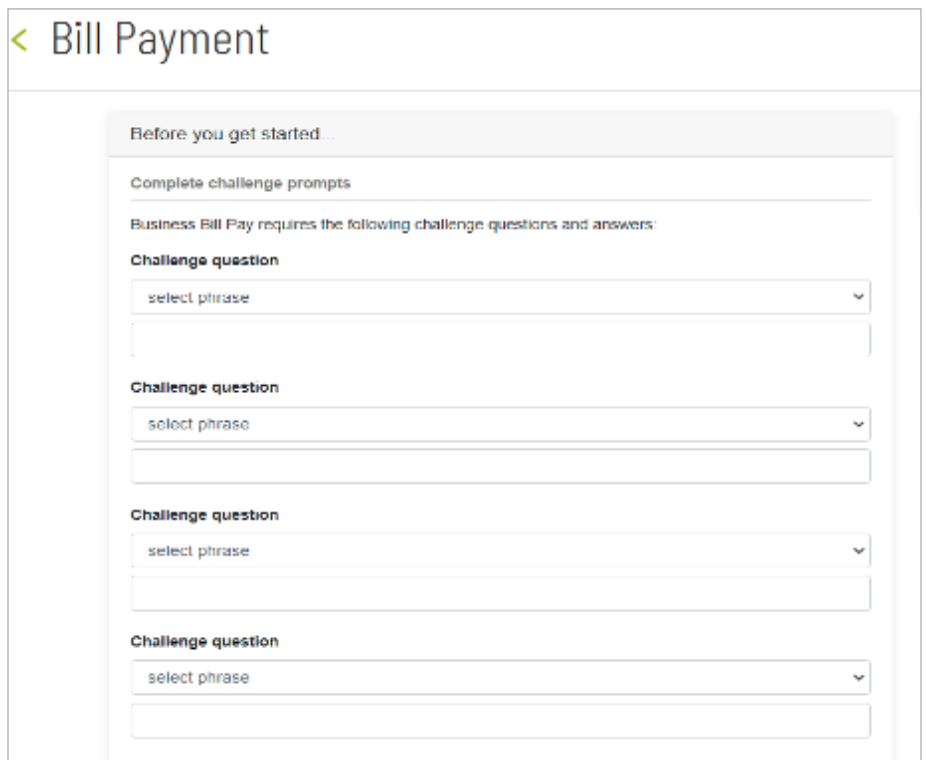 < Bill Payment
Before you get started...
Complete challenge prompts
Business Bill Pay requires the following challenge questions and answers:
Challenge question
select phrase
Challenge question
select phrase
Challenge question
select phrase
Challenge question
select phrase